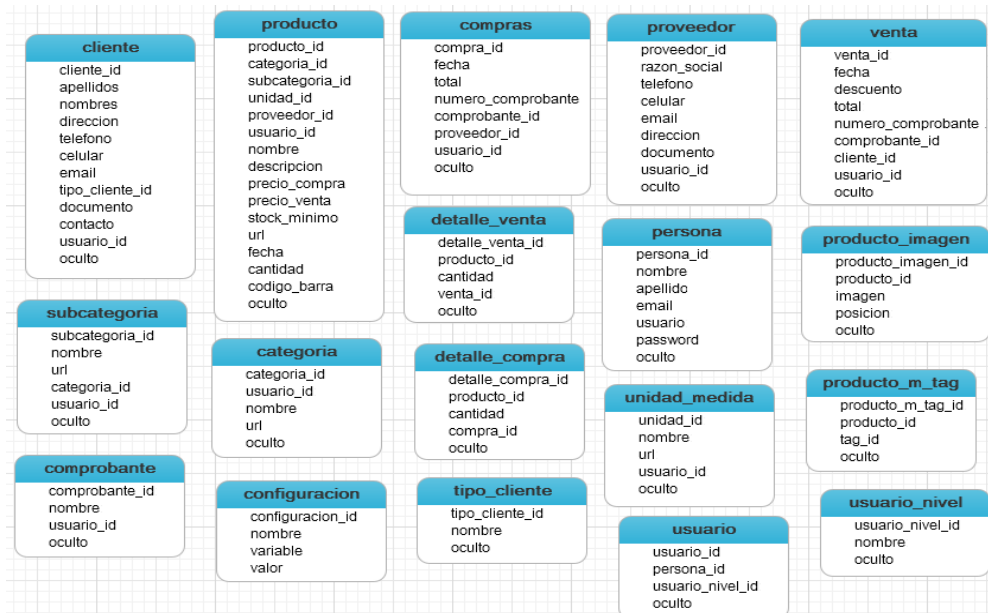 cliente
cliente_id
apellidos
nombres
direccion
telefono
celular
email
tipo_cliente_id
documento
contacto
usuario_id
oculto
producto
producto_id
categoria_id
subcategoria_id
unidad_id
proveedor_id
usuario_id
nombre
descripcion
precio_compra
precio_venta
stock_minimo
url
fecha
cantidad
codigo_barra
oculto
compras
compra_id
fecha
total
numero_comprobante
comprobante_id
proveedor_id
usuario_id
oculto
proveedor
proveedor_id
razon_social
telefono
celular
email
direccion
documento
usuario_id
oculto
venta
venta_id
fecha
descuento
total
numero_comprobante
comprobante_id
cliente_id
usuario_id
oculto
detalle_venta
detalle_venta_id
producto_id
cantidad
venta_id
oculto
persona
persona_id
nombre
apellido
email
usuario
password
oculto
producto_imagen
producto_imagen_id
producto_id
imagen
posicion
oculto
subcategoria
subcategoria_id
nombre
url
categoria_id
usuario_id
oculto
categoria
categoria_id
usuario_id
nombre
url
oculto
detalle_compra
detalle_compra_id
producto_id
cantidad
compra_id
oculto
unidad_medida
unidad_id
nombre
url
usuario_id
oculto
producto_m_tag
producto_m_tag_id
producto_id
tag_id
oculto
comprobante
comprobante_id
nombre
usuario_id
oculto
configuracion
configuracion_id
nombre
variable
valor
tipo_cliente
tipo_cliente_id
nombre
oculto
usuario
usuario_id
persona_id
usuario_nivel_id
oculto
usuario_nivel
usuario_nivel_id
nombre
oculto